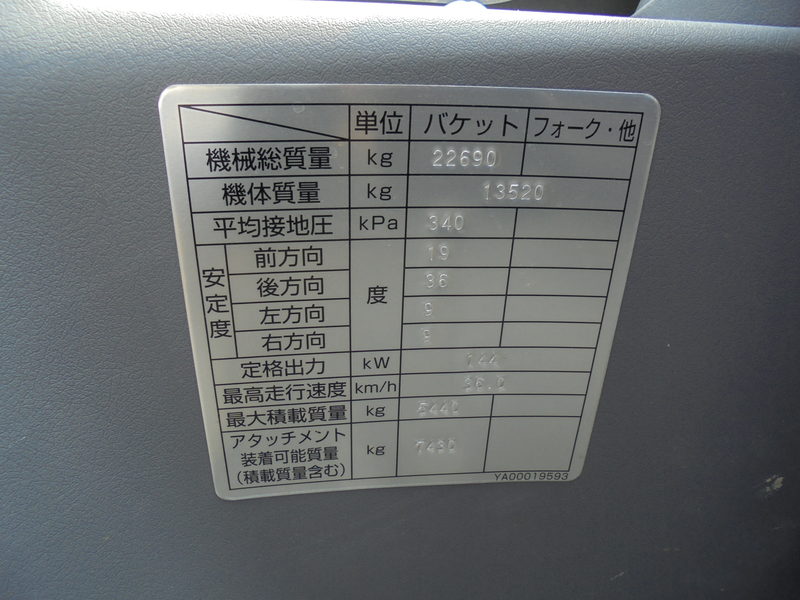 単位 バケット フォーク・他
機械総質量 kg 22690
機体質量 kg 13520
平均接地圧 kPa 340
安定度 前方向 度 19
後方向 36
左方向 9
右方向 9
定格出力 kW 144
最高走行速度 km/h 36.0
最大積載質量 kg 5440
アタッチメント
装着可能質量 kg 7430
(積載質量含む)
YA00019593